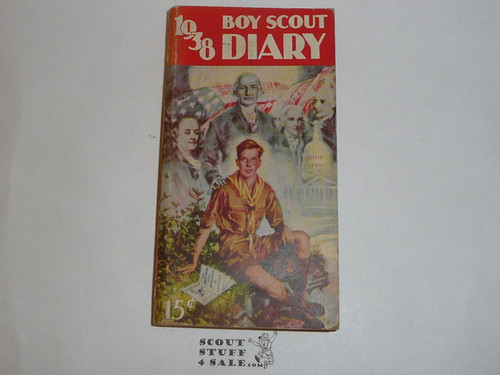 1938
BOY SCOUT
DIARY
15¢
SCOUT
STUFF
4 SALE.com